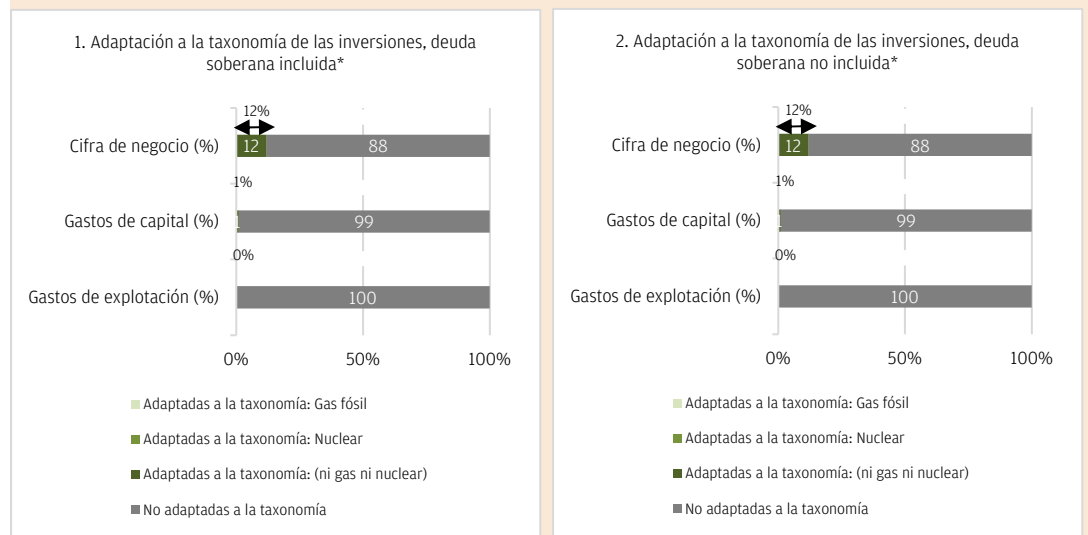 1. Adaptación a la taxonomía de las inversiones, deuda
soberana incluida*
12%
Cifra de negocio (%)
12
88
1%
Gastos de capital (%)
1
99
0%
Gastos de explotación (%)
100
0%
50%
100%
Adaptadas a la taxonomía: Gas fósil
Adaptadas a la taxonomía: Nuclear
Adaptadas a la taxonomía: (ni gas ni nuclear)
No adaptadas a la taxonomía
2. Adaptación a la taxonomía de las inversiones, deuda
soberana no incluida*
12%
Cifra de negocio (%)
12
88
1%
Gastos de capital (%)
1
99
0%
Gastos de explotación (%)
100
0%
50%
100%
Adaptadas a la taxonomía: Gas fósil
Adaptadas a la taxonomía: Nuclear
Adaptadas a la taxonomía: (ni gas ni nuclear)
No adaptadas a la taxonomía